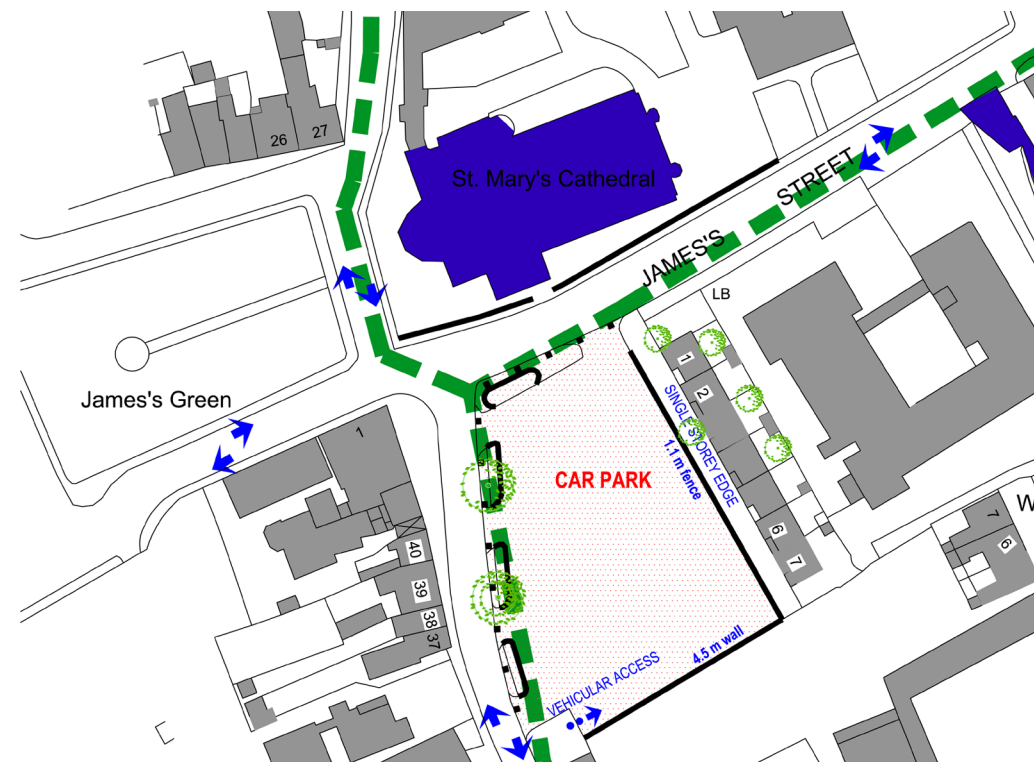 26
27
St. Mary's Cathedral
JAMES'S
STREET
LB
James's Green
1
1
2
SINGLE STOREY EDGE
1.1 m fence
CAR PARK
6
7
7
6
W
40
39
38
37
4.5 m wall
VEHICULAR ACCESS